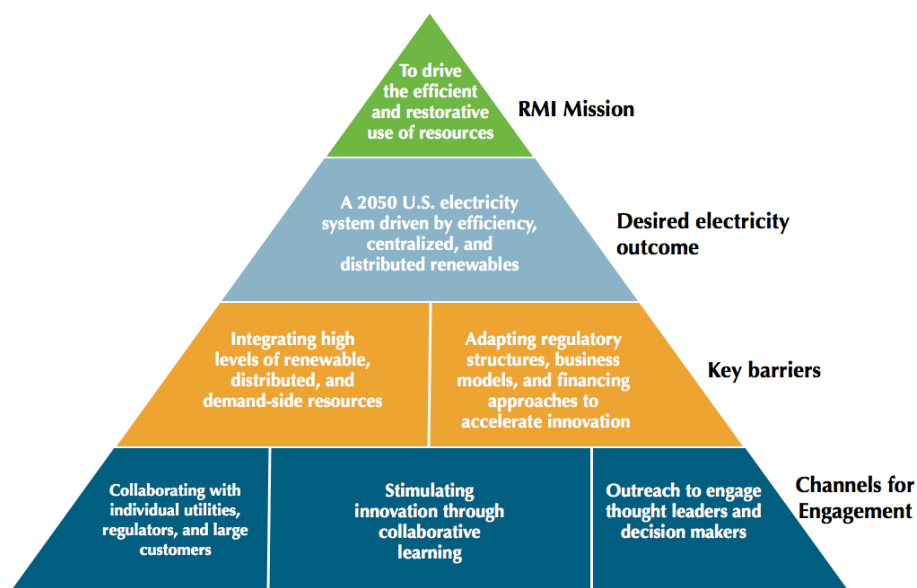 To drive
the efficient
and restorative
use of resources
RMI Mission
A 2050 U.S. electricity
system driven by efficiency,
centralized, and
distributed renewables
Desired electricity
outcome
Integrating high
levels of renewable,
distributed, and
demand-side resources
Adapting regulatory
structures, business
models, and financing
approaches to
accelerate innovation
Key barriers
Collaborating with
individual utilities,
regulators, and large
customers
Stimulating
innovation through
collaborative
learning
Outreach to engage
thought leaders and
decision makers
Channels for
Engagement